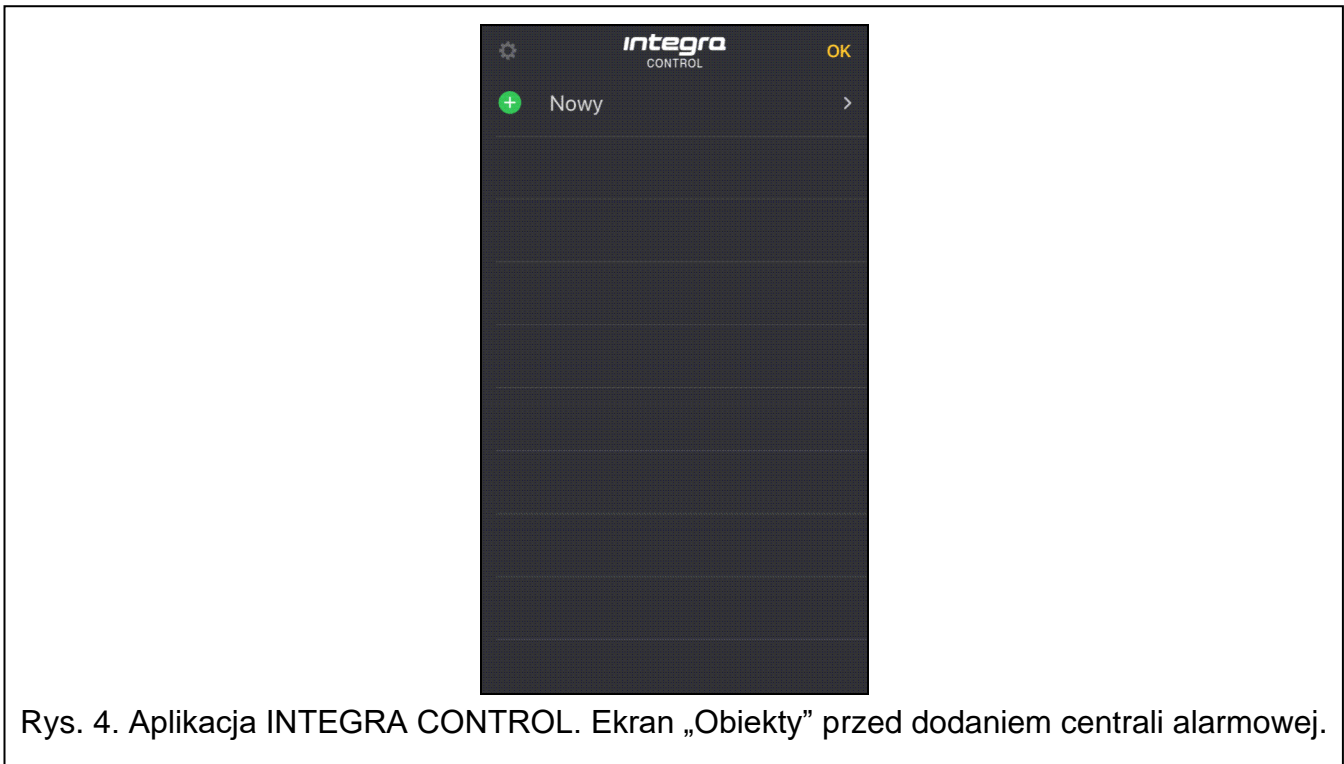 integra
CONTROL
OK
Nowy
Rys. 4. Aplikacja INTEGRA CONTROL. Ekran „Obiekty” przed dodaniem centrali alarmowej.